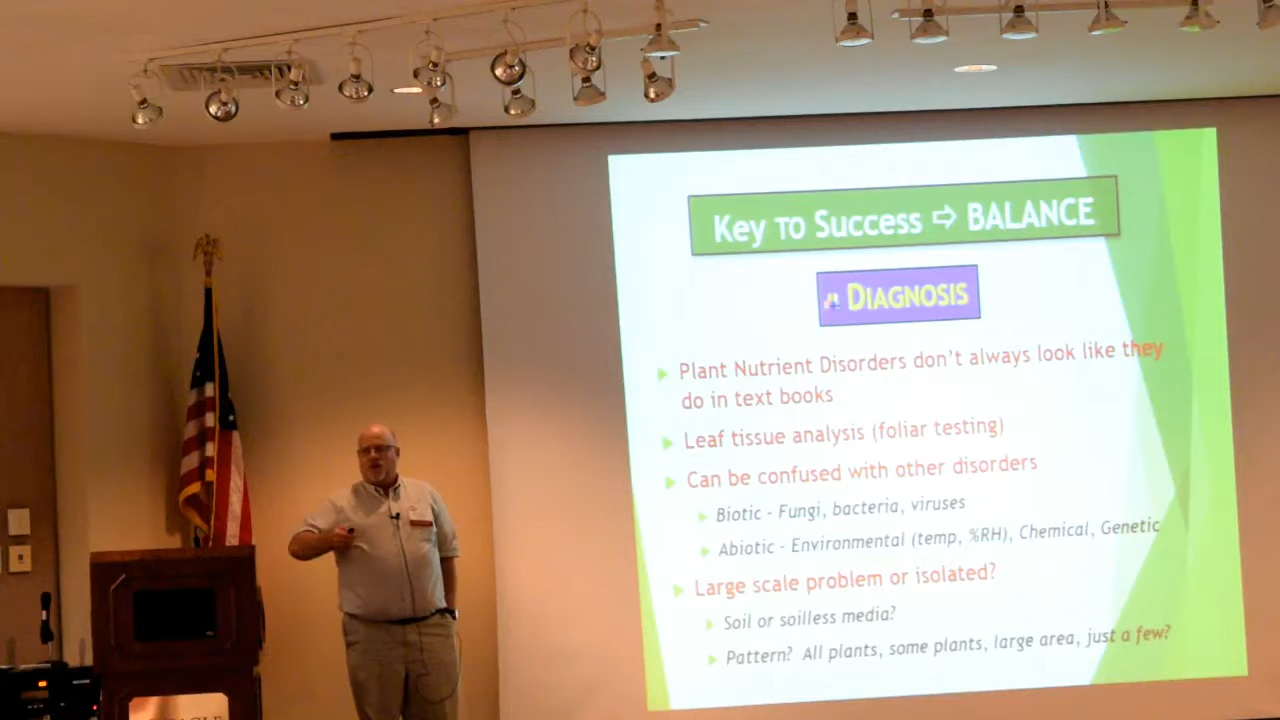 Key to Success ⇨ BALANCE
DIAGNOSIS
Plant Nutrient Disorders don't always look like they
do in text books
Leaf tissue analysis (foliar testing)
Can be confused with other disorders
Biotic - Fungi, bacteria, viruses
Abiotic - Environmental (temp, %RH), Chemical, Genetic
Large scale problem or isolated?
Soil or soilless media?
Pattern? All plants, some plants, large area, just a few?